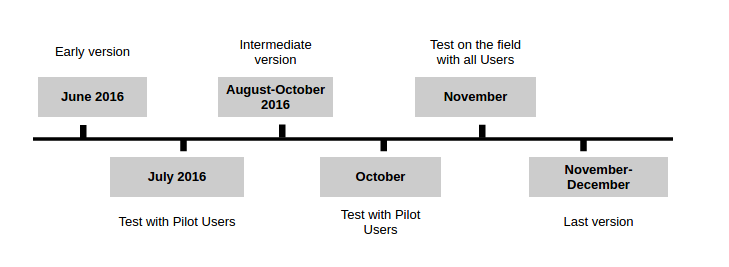 Early version
June 2016
Intermediate
version
August-October
2016
Test on the field
with all Users
November
July 2016
Test with Pilot Users
October
Test with Pilot
Users
November-
December
Last version